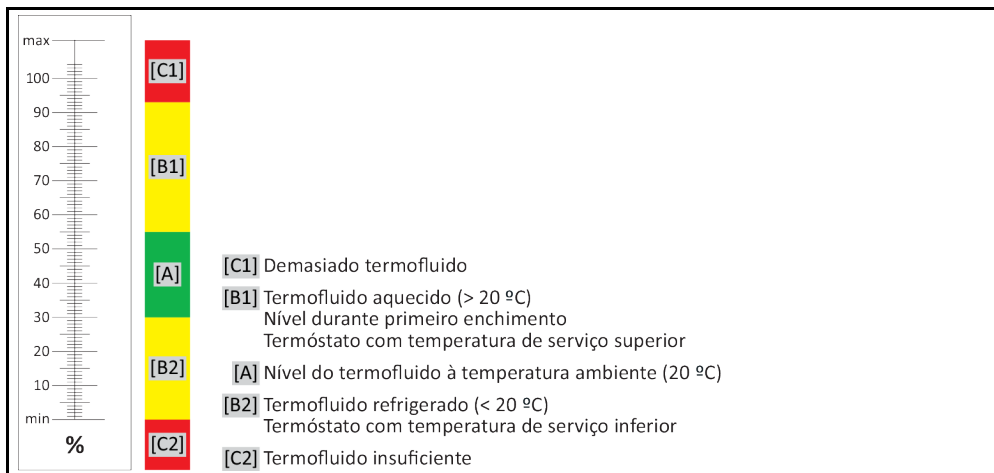 max
100
90
80
70
60
50
40
30
20
10
min
%
[C1]
[B1]
[A]
[B2]
[C2]
[C1] Demasiado termofluido
[B1] Termofluido aquecido (> 20 ºC)
Nível durante primeiro enchimento
Termóstato com temperatura de serviço superior
[A] Nível do termofluido à temperatura ambiente (20 ºC)
[B2] Termofluido refrigerado (< 20 ºC)
Termóstato com temperatura de serviço inferior
[C2] Termofluido insuficiente